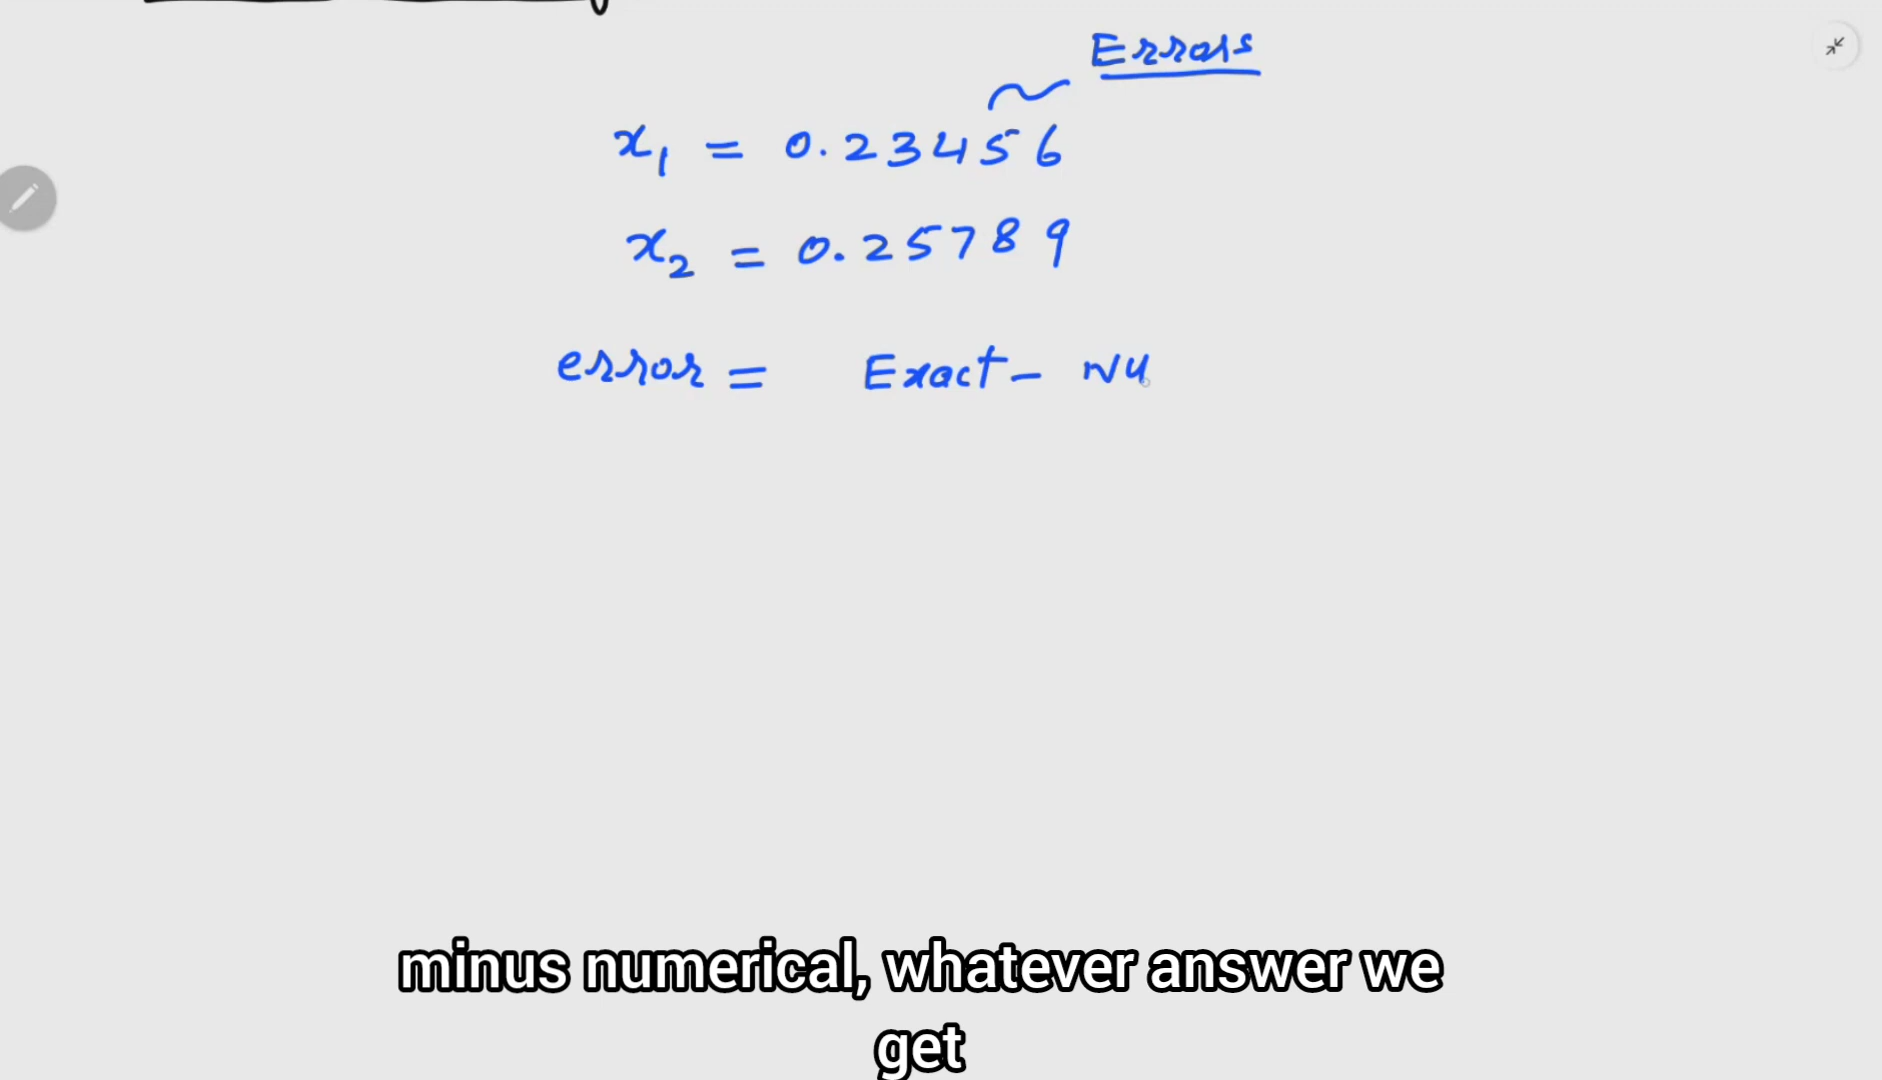 Errors
x₁ = 0.23456
x₂ = 0.25789
error = Exact - Nu
minus numerical, whatever answer we
get